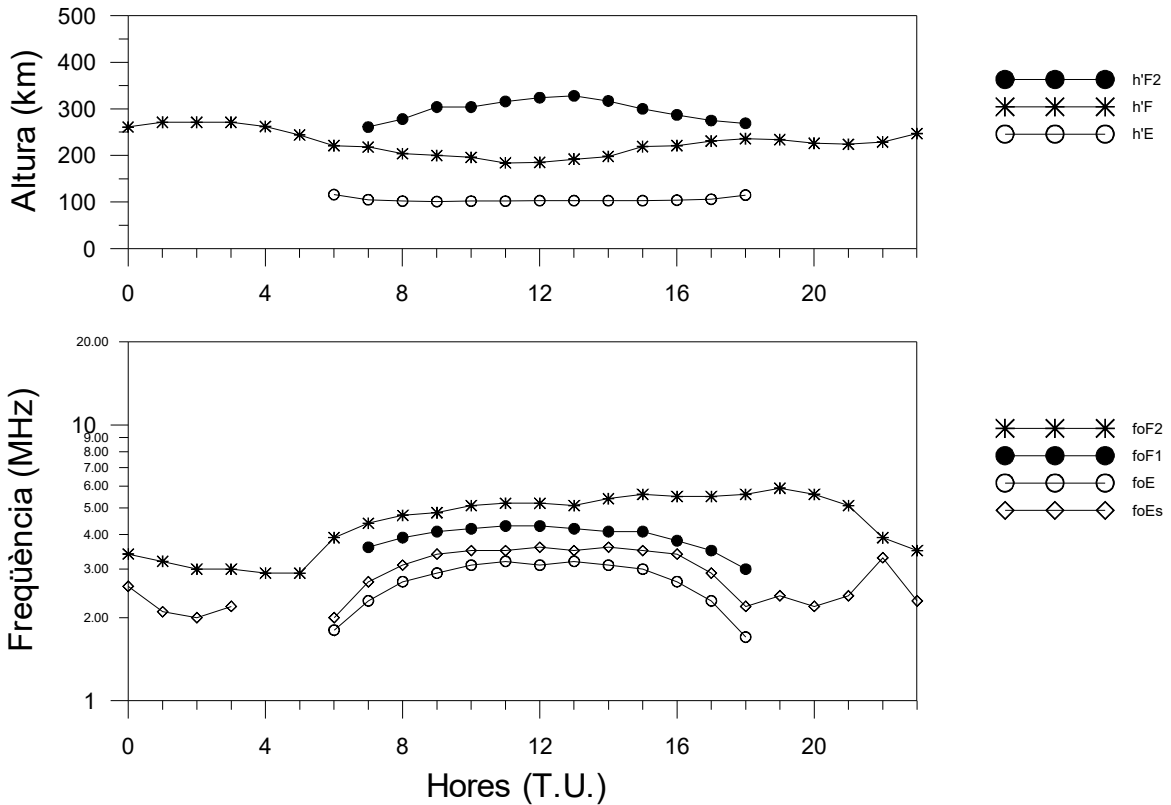 500
400
300
200
100
0
Altura (km)
0 4 8 12 16 20
h'F2
h'F
h'E
20.00
10
9.00
8.00
7.00
6.00
5.00
4.00
3.00
2.00
1
Freqüència (MHz)
0 4 8 12 16 20
Hores (T.U.)
foF2
foF1
foE
foEs